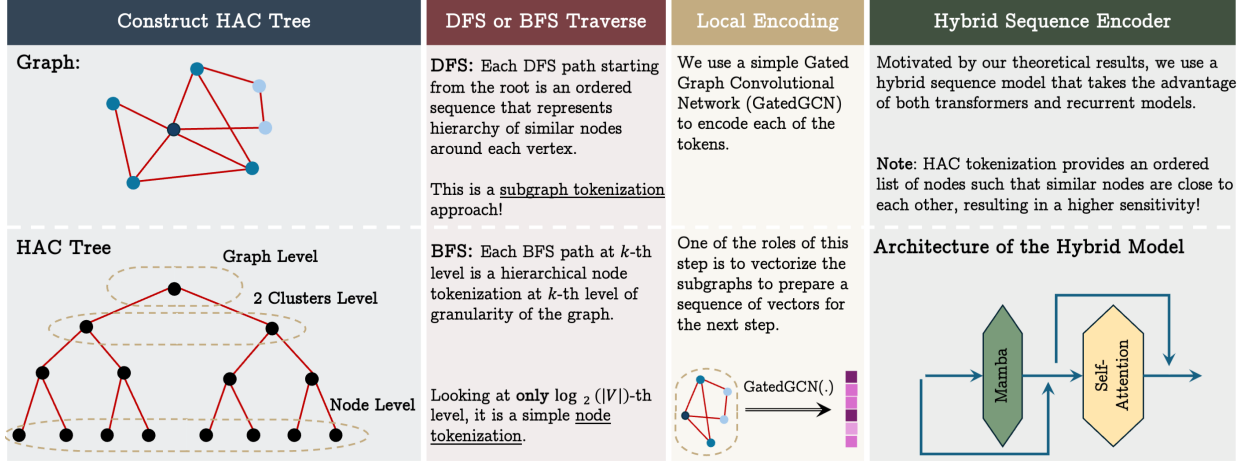 Construct HAC Tree
Graph:
HAC Tree
Graph Level
2 Clusters Level
Node Level
DFS or BFS Traverse
DFS: Each DFS path starting
from the root is an ordered
sequence that represents
hierarchy of similar nodes
around each vertex.
This is a subgraph tokenization
approach!
BFS: Each BFS path at k-th
level is a hierarchical node
tokenization at k-th level of
granularity of the graph.
Looking at only log 2 (|V|)-th
level, it is a simple node
tokenization.
Local Encoding
We use a simple Gated
Graph Convolutional
Network (GatedGCN)
to encode each of the
tokens.
One of the roles of this
step is to vectorize the
subgraphs to prepare a
sequence of vectors for
the next step.
GatedGCN(.)
Hybrid Sequence Encoder
Motivated by our theoretical results, we use a
hybrid sequence model that takes the advantage
of both transformers and recurrent models.
Note: HAC tokenization provides an ordered
list of nodes such that similar nodes are close to
each other, resulting in a higher sensitivity!
Architecture of the Hybrid Model
Mamba
Self-
Attention